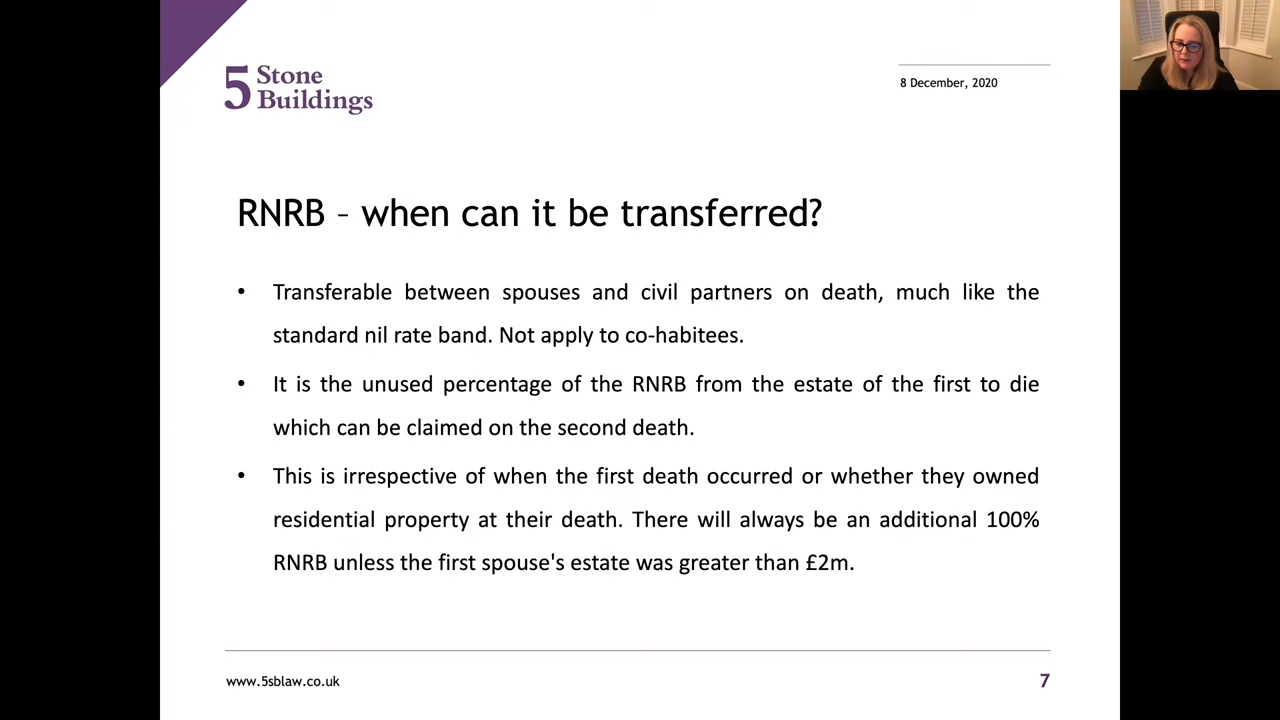 5 Stone
Buildings
8 December, 2020
RNRB – when can it be transferred?
• Transferable between spouses and civil partners on death, much like the
standard nil rate band. Not apply to co-habitees.
• It is the unused percentage of the RNRB from the estate of the first to die
which can be claimed on the second death.
• This is irrespective of when the first death occurred or whether they owned
residential property at their death. There will always be an additional 100%
RNRB unless the first spouse's estate was greater than £2m.
www.5sblaw.co.uk
7